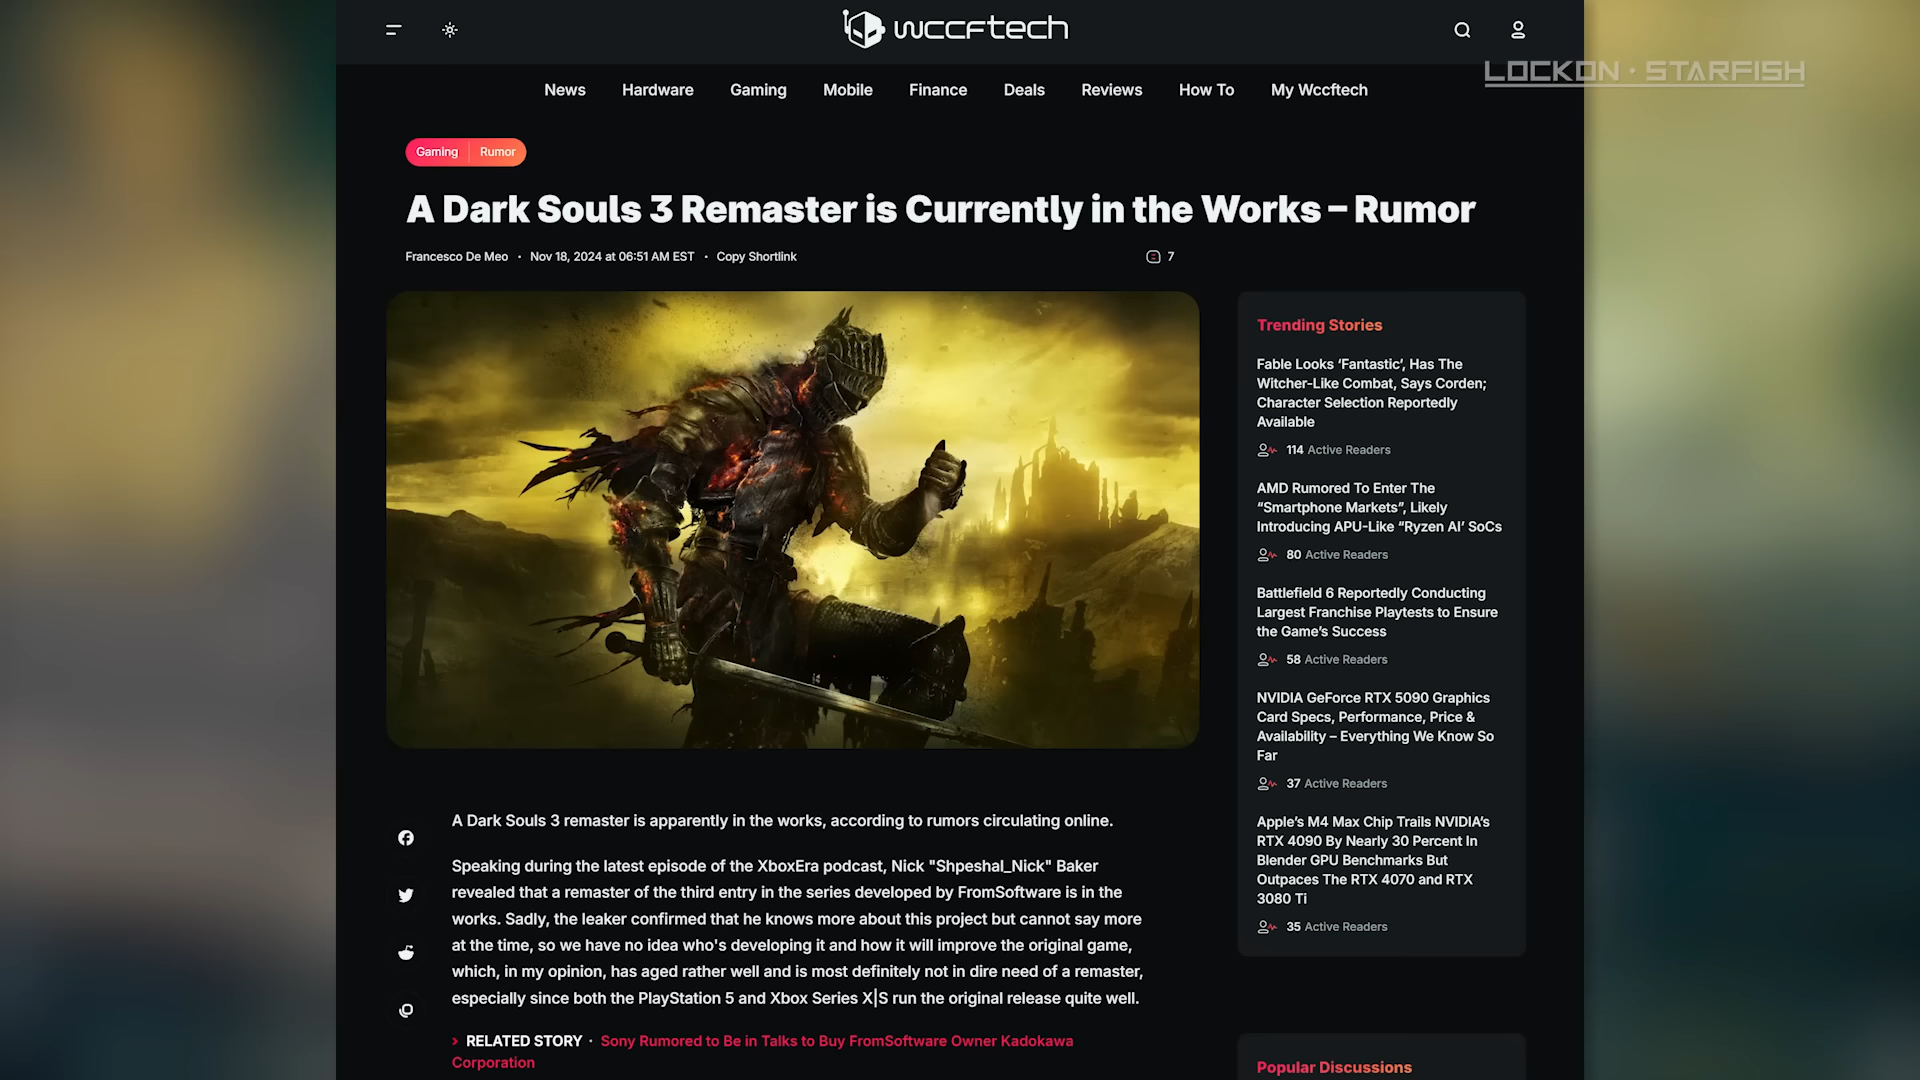 wccftech
LOCKON · STARFISH
News Hardware Gaming Mobile Finance Deals Reviews How To My Wccftech
Gaming Rumor
A Dark Souls 3 Remaster is Currently in the Works – Rumor
Francesco De Meo • Nov 18, 2024 at 06:51 AM EST • Copy Shortlink 7
A Dark Souls 3 remaster is apparently in the works, according to rumors circulating online.
Speaking during the latest episode of the XboxEra podcast, Nick "Shpeshal_Nick" Baker
revealed that a remaster of the third entry in the series developed by FromSoftware is in the
works. Sadly, the leaker confirmed that he knows more about this project but cannot say more
at the time, so we have no idea who's developing it and how it will improve the original game,
which, in my opinion, has aged rather well and is most definitely not in dire need of a remaster,
especially since both the PlayStation 5 and Xbox Series X|S run the original release quite well.
› RELATED STORY · Sony Rumored to Be in Talks to Buy FromSoftware Owner Kadokawa
Corporation
Trending Stories
Fable Looks ‘Fantastic’, Has The
Witcher-Like Combat, Says Corden;
Character Selection Reportedly
Available
114 Active Readers
AMD Rumored To Enter The
“Smartphone Markets”, Likely
Introducing APU-Like “Ryzen AI’ SoCs
80 Active Readers
Battlefield 6 Reportedly Conducting
Largest Franchise Playtests to Ensure
the Game’s Success
58 Active Readers
NVIDIA GeForce RTX 5090 Graphics
Card Specs, Performance, Price &
Availability – Everything We Know So
Far
37 Active Readers
Apple’s M4 Max Chip Trails NVIDIA’s
RTX 4090 By Nearly 30 Percent In
Blender GPU Benchmarks But
Outpaces The RTX 4070 and RTX
3080 Ti
35 Active Readers
Popular Discussions